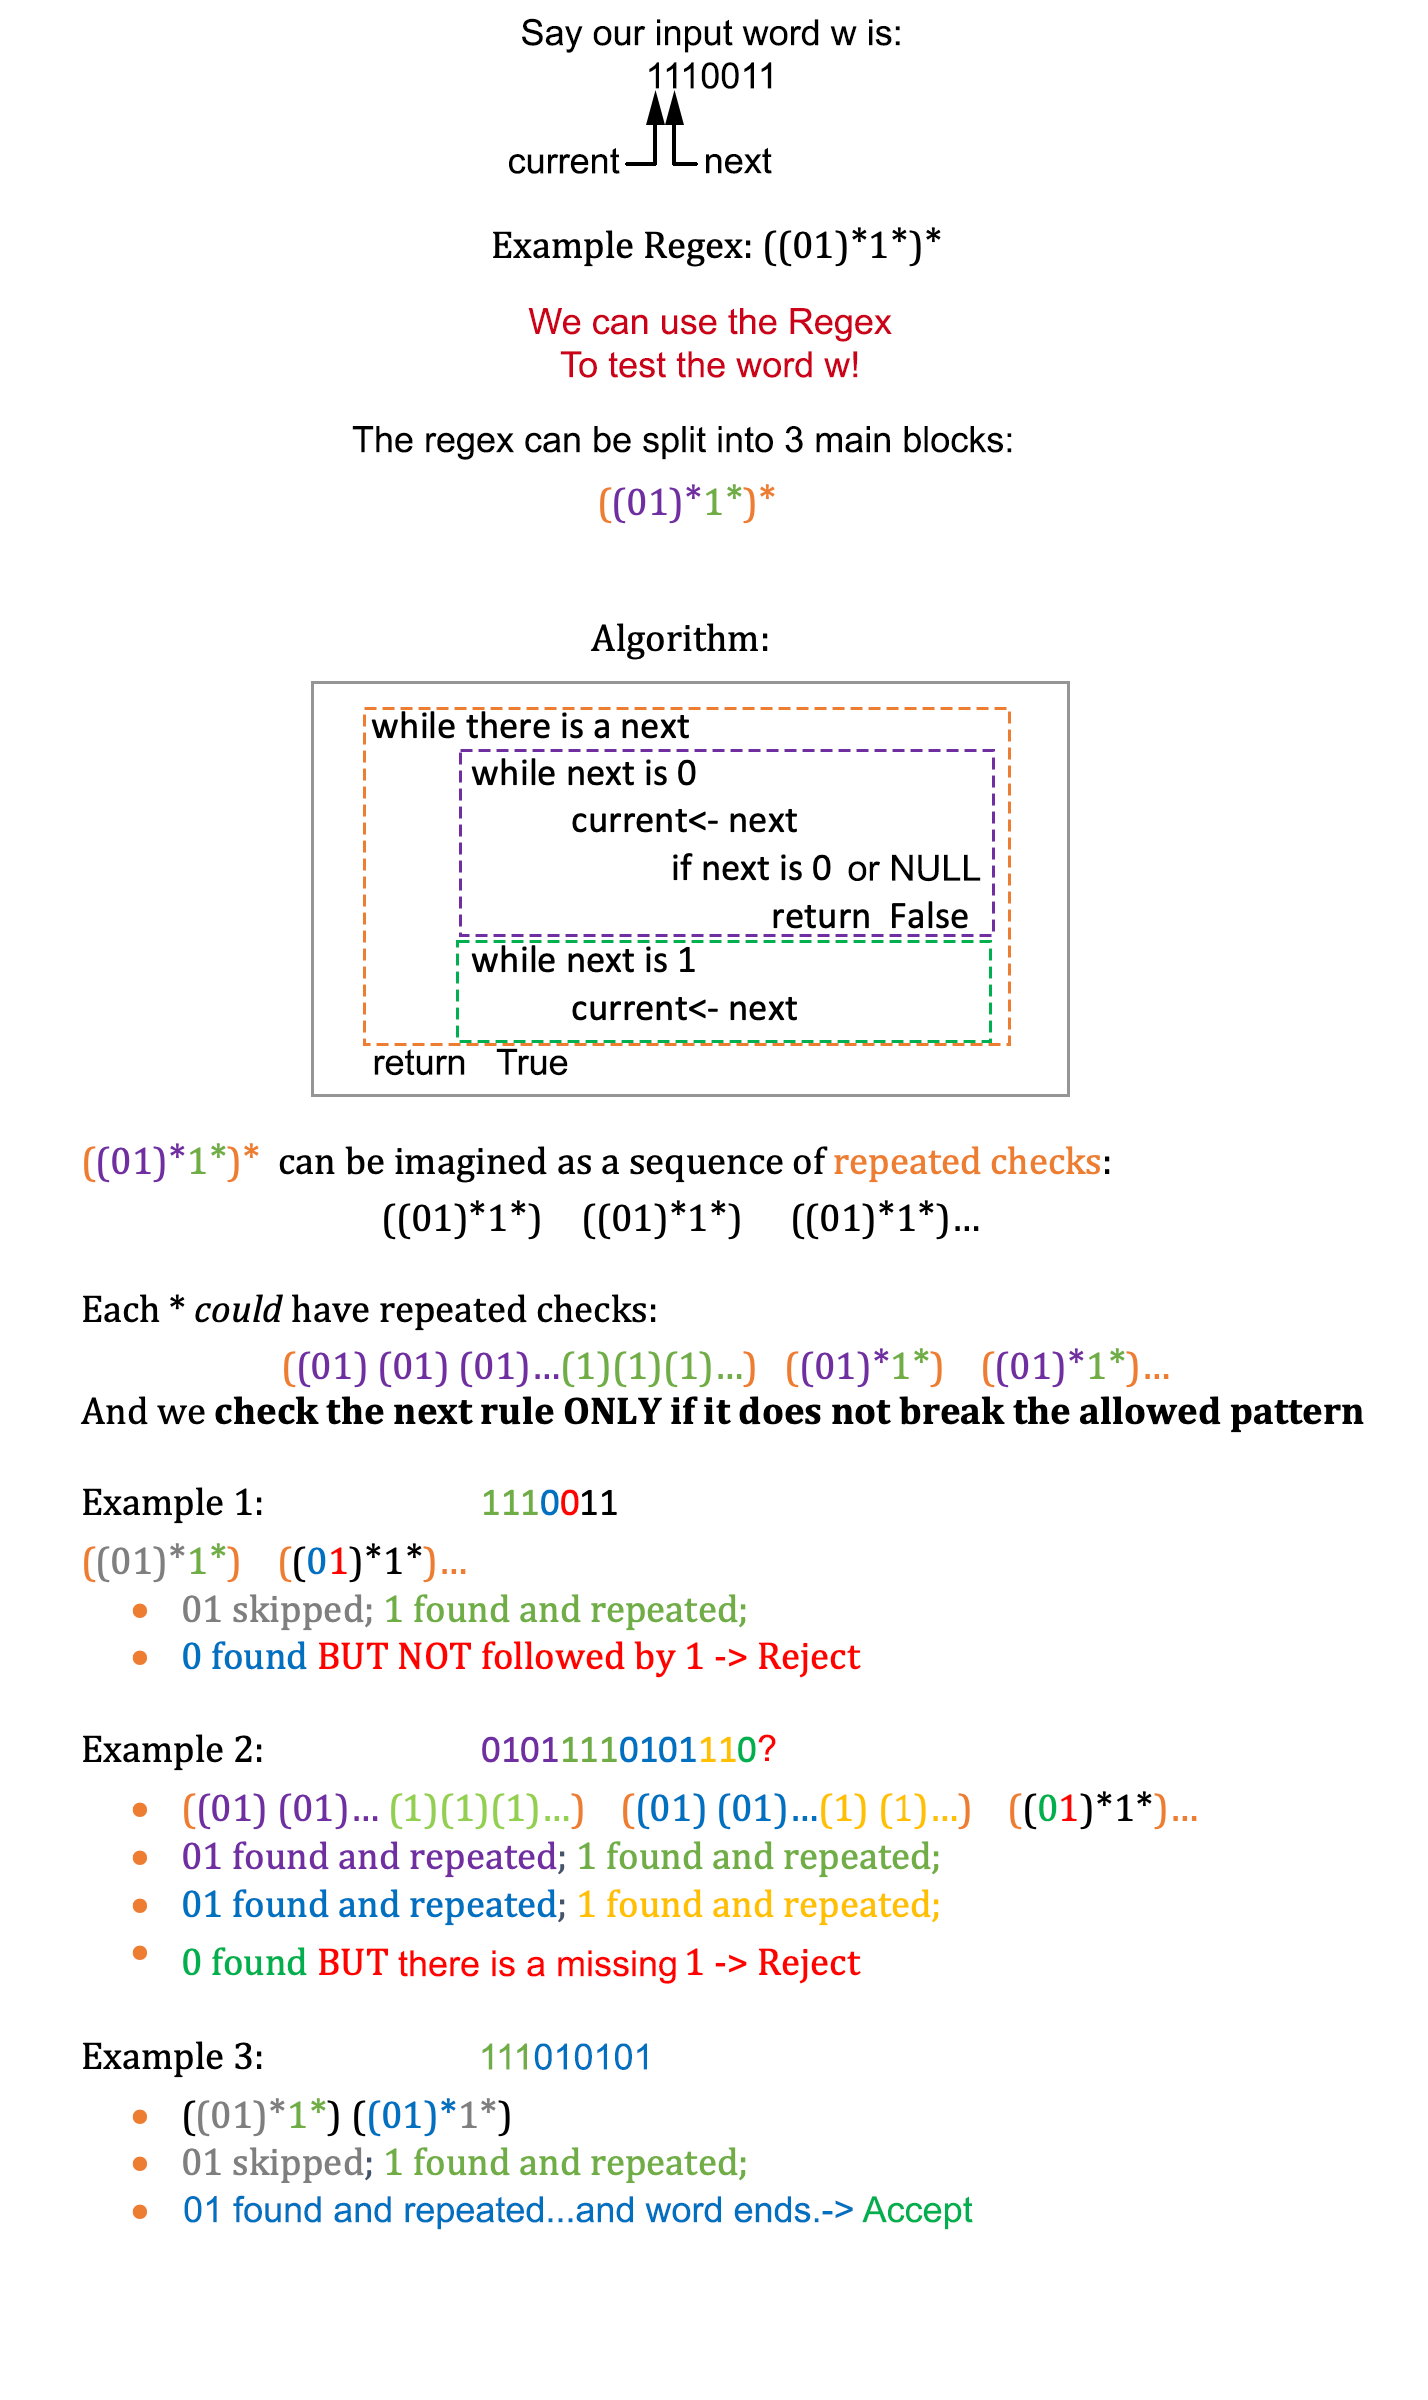 Say our input word w is:
1110011
current next
Example Regex: ((01)*1*)*
We can use the Regex
To test the word w!
The regex can be split into 3 main blocks:
((01)*1*)*
Algorithm:
while there is a next
while next is 0
current<- next
if next is 0 or NULL
return False
while next is 1
current<- next
return True
((01)*1*)* can be imagined as a sequence of repeated checks:
((01)*1*) ((01)*1*) ((01)*1*)...
Each * could have repeated checks:
((01) (01) (01)...(1)(1)(1)...) ((01)*1*) ((01)*1*)...
And we check the next rule ONLY if it does not break the allowed pattern
Example 1: 1110011
((01)*1*) ((01)*1*)...
• 01 skipped; 1 found and repeated;
• 0 found BUT NOT followed by 1 -> Reject
Example 2: 01011110101110?
• ((01) (01)... (1)(1)(1)...) ((01) (01)...(1) (1)...) ((01)*1*)...
• 01 found and repeated; 1 found and repeated;
• 01 found and repeated; 1 found and repeated;
• 0 found BUT there is a missing 1 -> Reject
Example 3: 111010101
• ((01)*1*) ((01)*1*)
• 01 skipped; 1 found and repeated;
• 01 found and repeated...and word ends.-> Accept